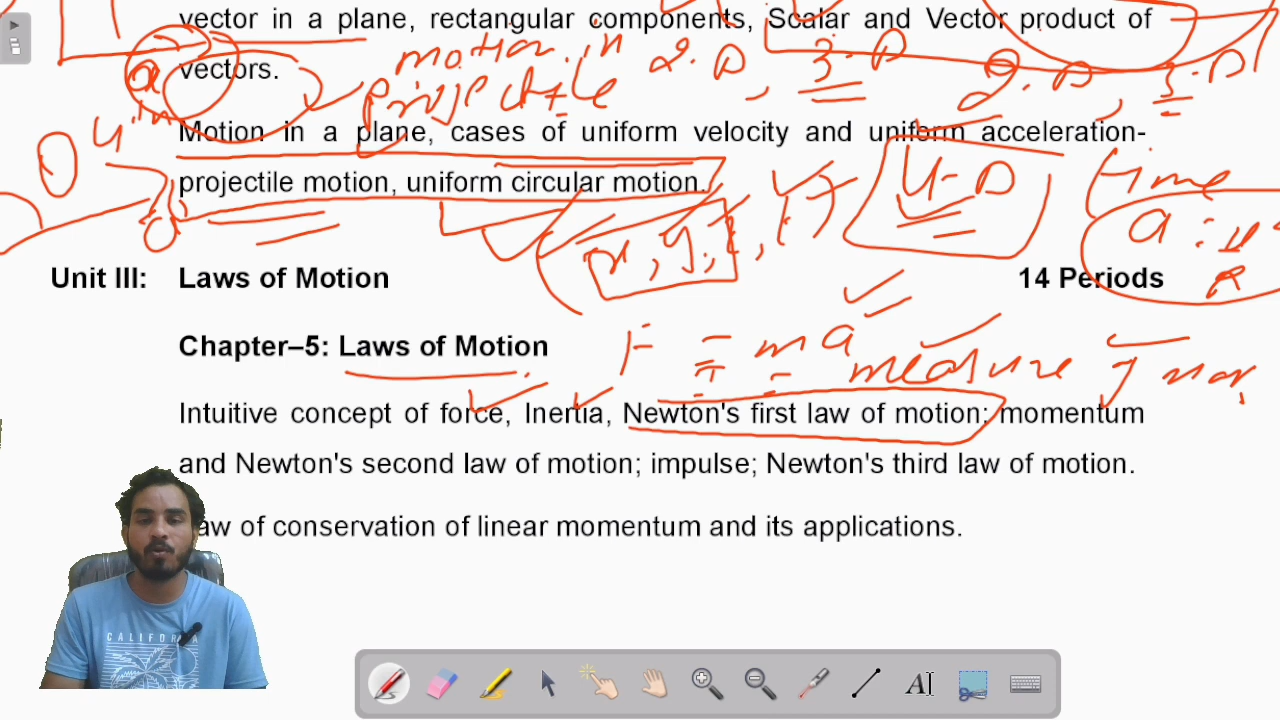 vector in a plane, rectangular components, Scalar and Vector product of
vectors.
motion in 2-D, 3-D 2-D, 3-D
projectile
Motion in a plane, cases of uniform velocity and uniform acceleration-
projectile motion, uniform circular motion.
4-D time
Unit III: Laws of Motion 14 Periods
Chapter–5: Laws of Motion F = ma
measure of
Intuitive concept of force, Inertia, Newton's first law of motion; momentum
and Newton's second law of motion; impulse; Newton's third law of motion.
aw of conservation of linear momentum and its applications.
CALIFORNIA